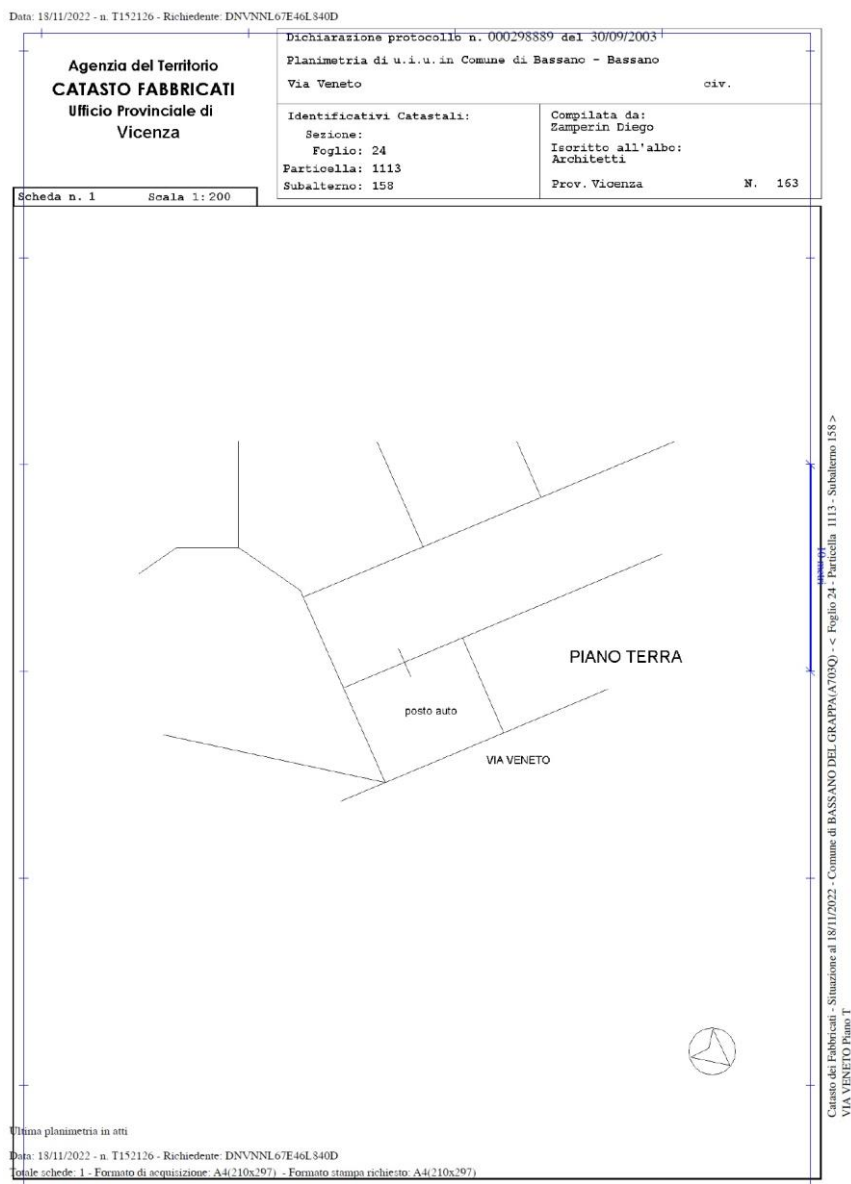 Data: 18/11/2022 - n. T152126 - Richiedente: DNVNNL67E46L840D
Agenzia del Territorio
CATASTO FABBRICATI
Ufficio Provinciale di
Vicenza
Dichiarazione protocollo n. 000298889 del 30/09/2003
Planimetria di u.i.u. in Comune di Bassano - Bassano
Via Veneto civ.
Identificativi Catastali:
Sezione:
Foglio: 24
Particella: 1113
Subalterno: 158
Compilata da:
Zamperin Diego
Iscritto all'albo:
Architetti
Prov. Vicenza N. 163
Scheda n. 1 Scala 1:200
PIANO TERRA
posto auto
VIA VENETO
Catasto dei Fabbricati - Situazione al 18/11/2022 - Comune di BASSANO DEL GRAPPA(A703Q) - < Foglio 24 - Particella 1113 - Subalterno 158 >
VIA VENETO Piano T
Ultima planimetria in atti
Data: 18/11/2022 - n. T152126 - Richiedente: DNVNNL67E46L840D
Totale schede: 1 - Formato di acquisizione: A4(210x297) - Formato stampa richiesto: A4(210x297)